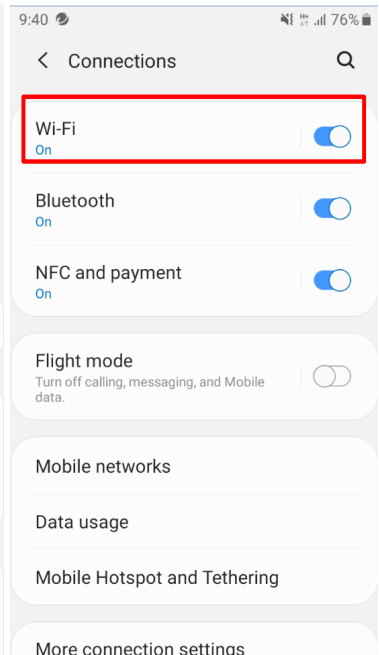 9:40 76%
Connections
Wi-Fi
On
Bluetooth
On
NFC and payment
On
Flight mode
Turn off calling, messaging, and Mobile
data.
Mobile networks
Data usage
Mobile Hotspot and Tethering
More connection settings